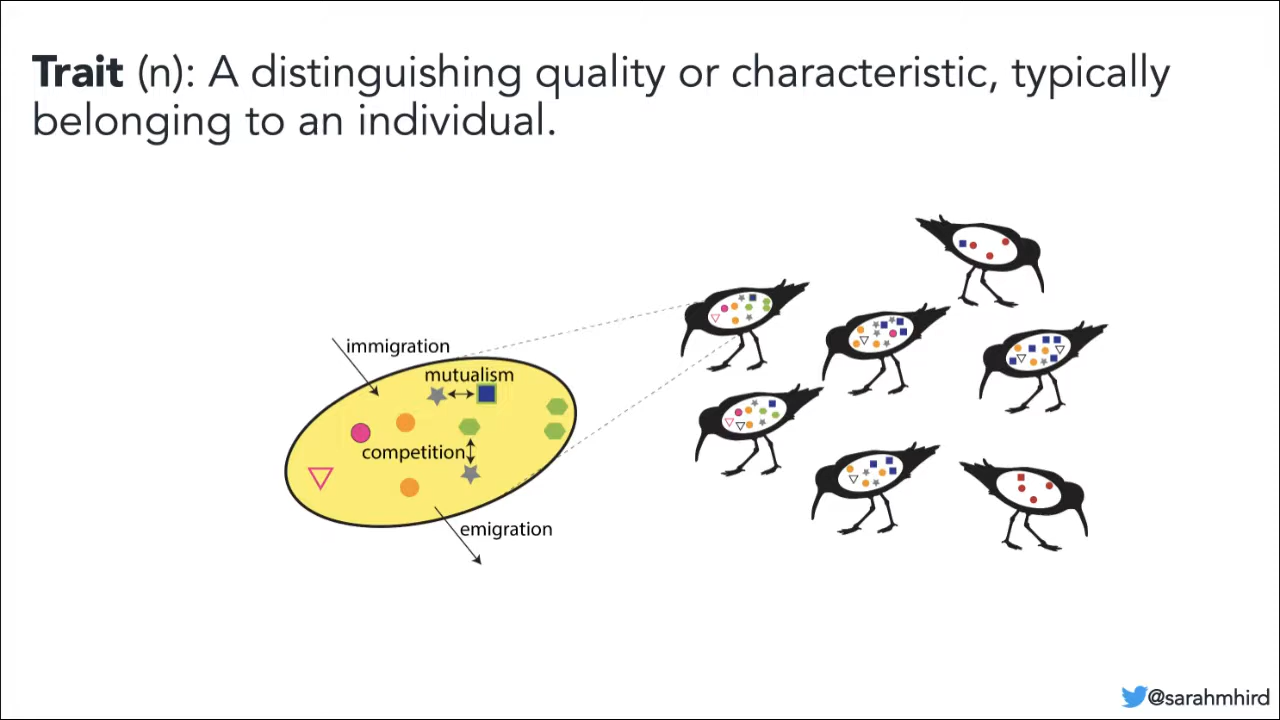 Trait (n): A distinguishing quality or characteristic, typically
belonging to an individual.
immigration
mutualism
competition
emigration
@sarahmhird